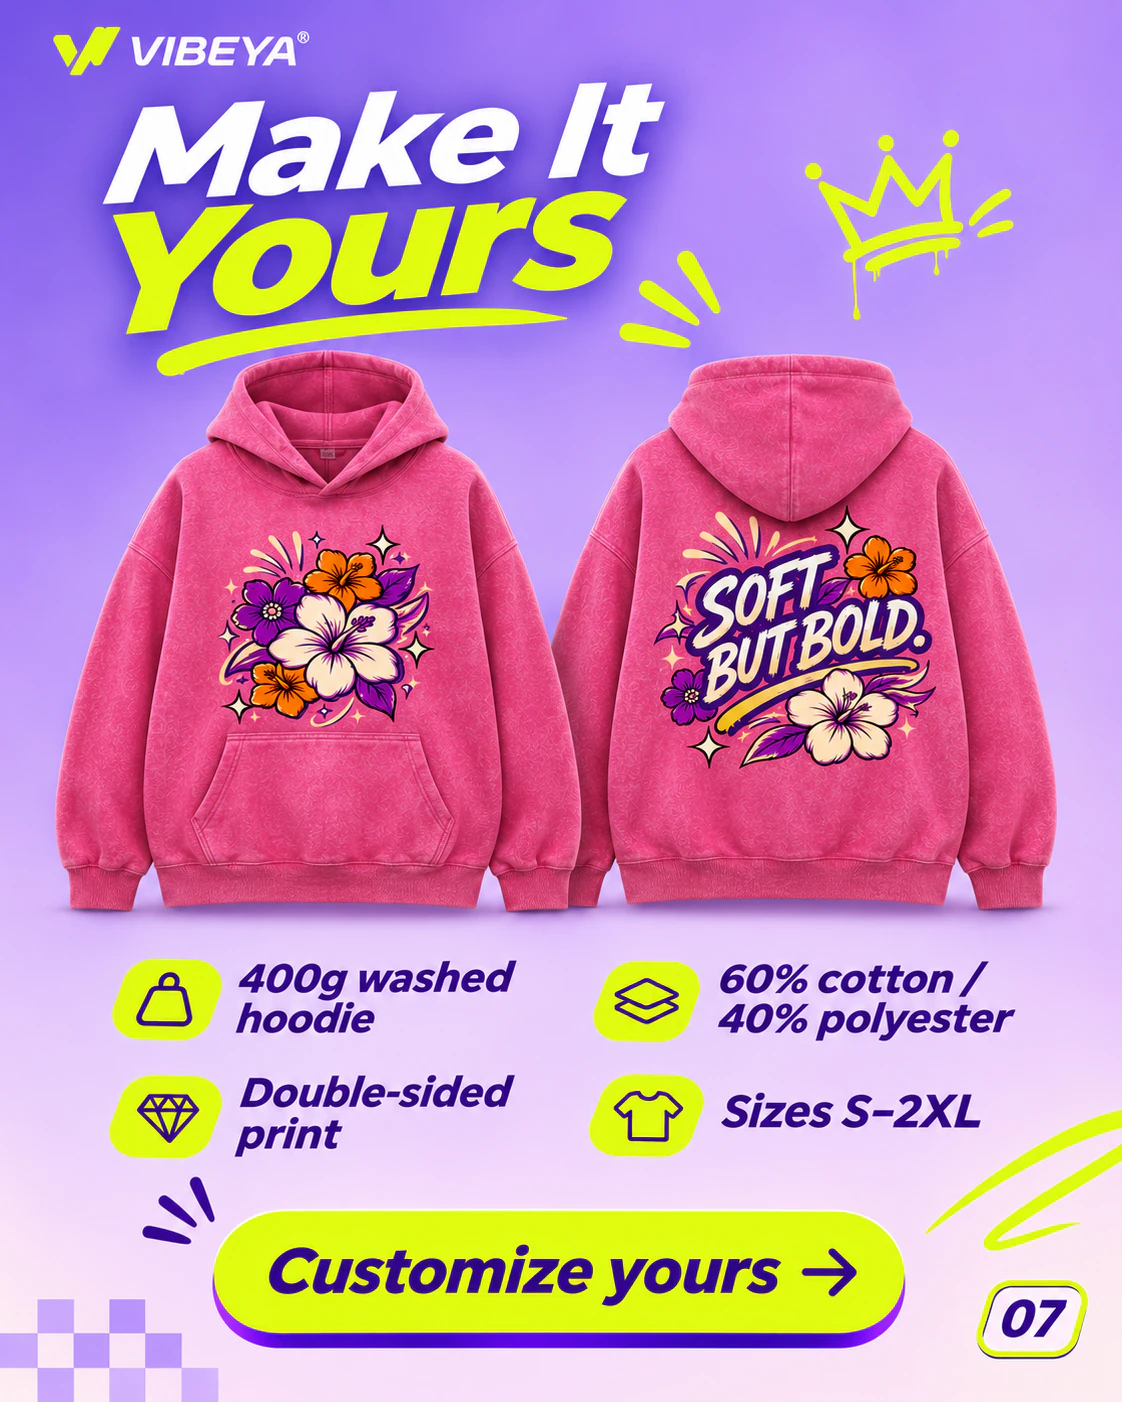 VIBEYA®
Make It
Yours
SOFT
BUT BOLD.
400g washed
hoodie
60% cotton /
40% polyester
Double-sided
print
Sizes S–2XL
Customize yours →
07